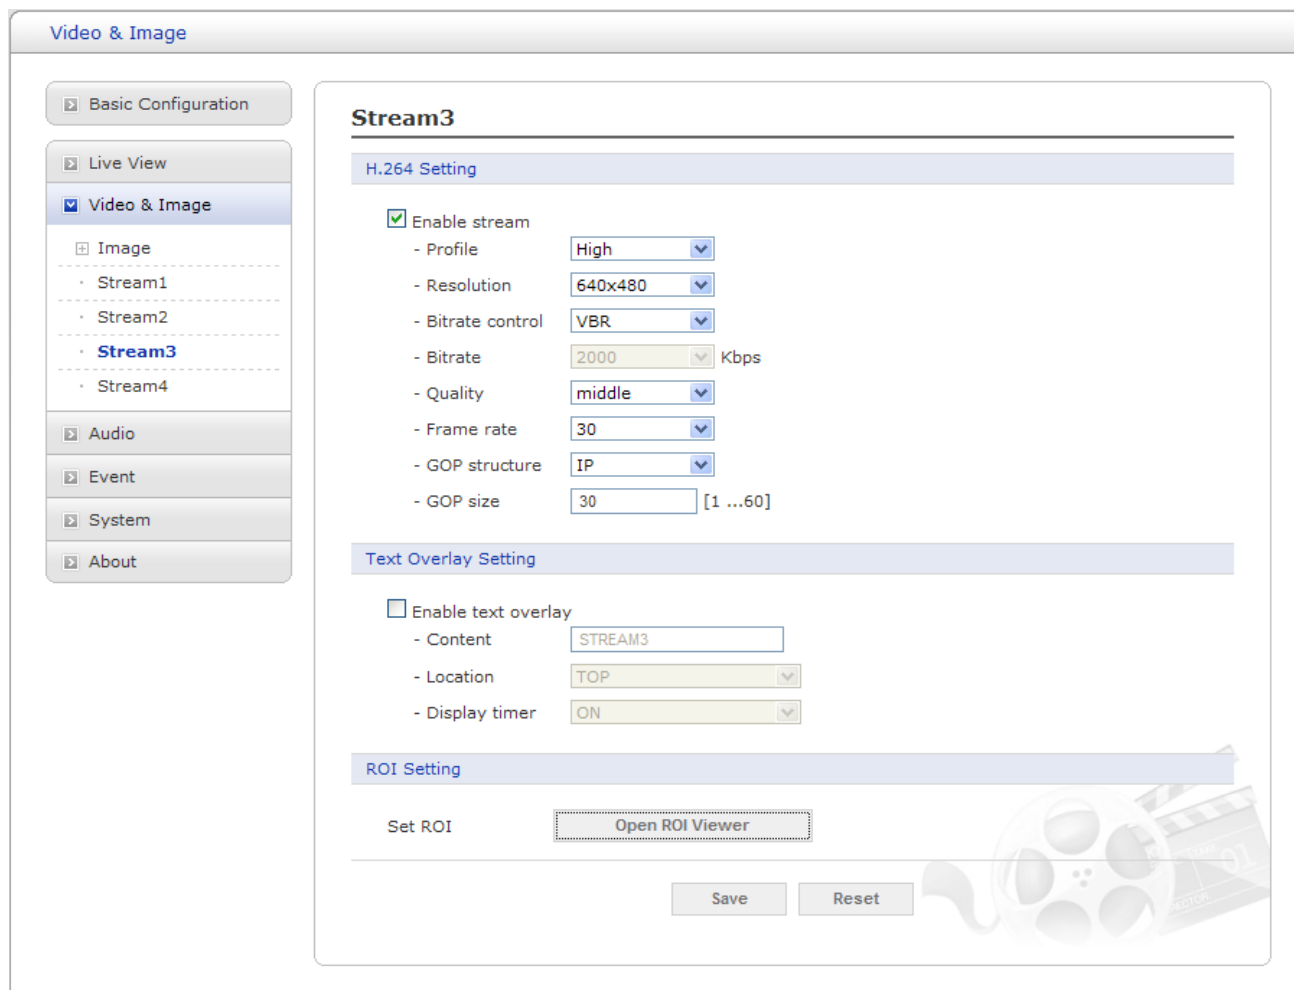 Video & Image
Basic Configuration
Live View
Video & Image
Image
Stream1
Stream2
Stream3
Stream4
Audio
Event
System
About
Stream3
H.264 Setting
Enable stream
- Profile High
- Resolution 640x480
- Bitrate control VBR
- Bitrate 2000 Kbps
- Quality middle
- Frame rate 30
- GOP structure IP
- GOP size 30 [1 ...60]
Text Overlay Setting
Enable text overlay
- Content STREAM3
- Location TOP
- Display timer ON
ROI Setting
Set ROI Open ROI Viewer
Save Reset
01